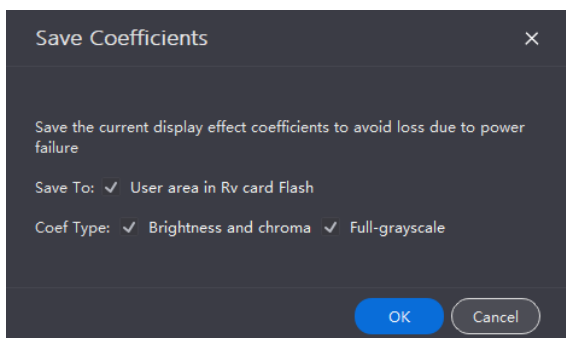 Save Coefficients
Save the current display effect coefficients to avoid loss due to power
failure
Save To: User area in Rv card Flash
Coef Type: Brightness and chroma Full-grayscale
OK Cancel